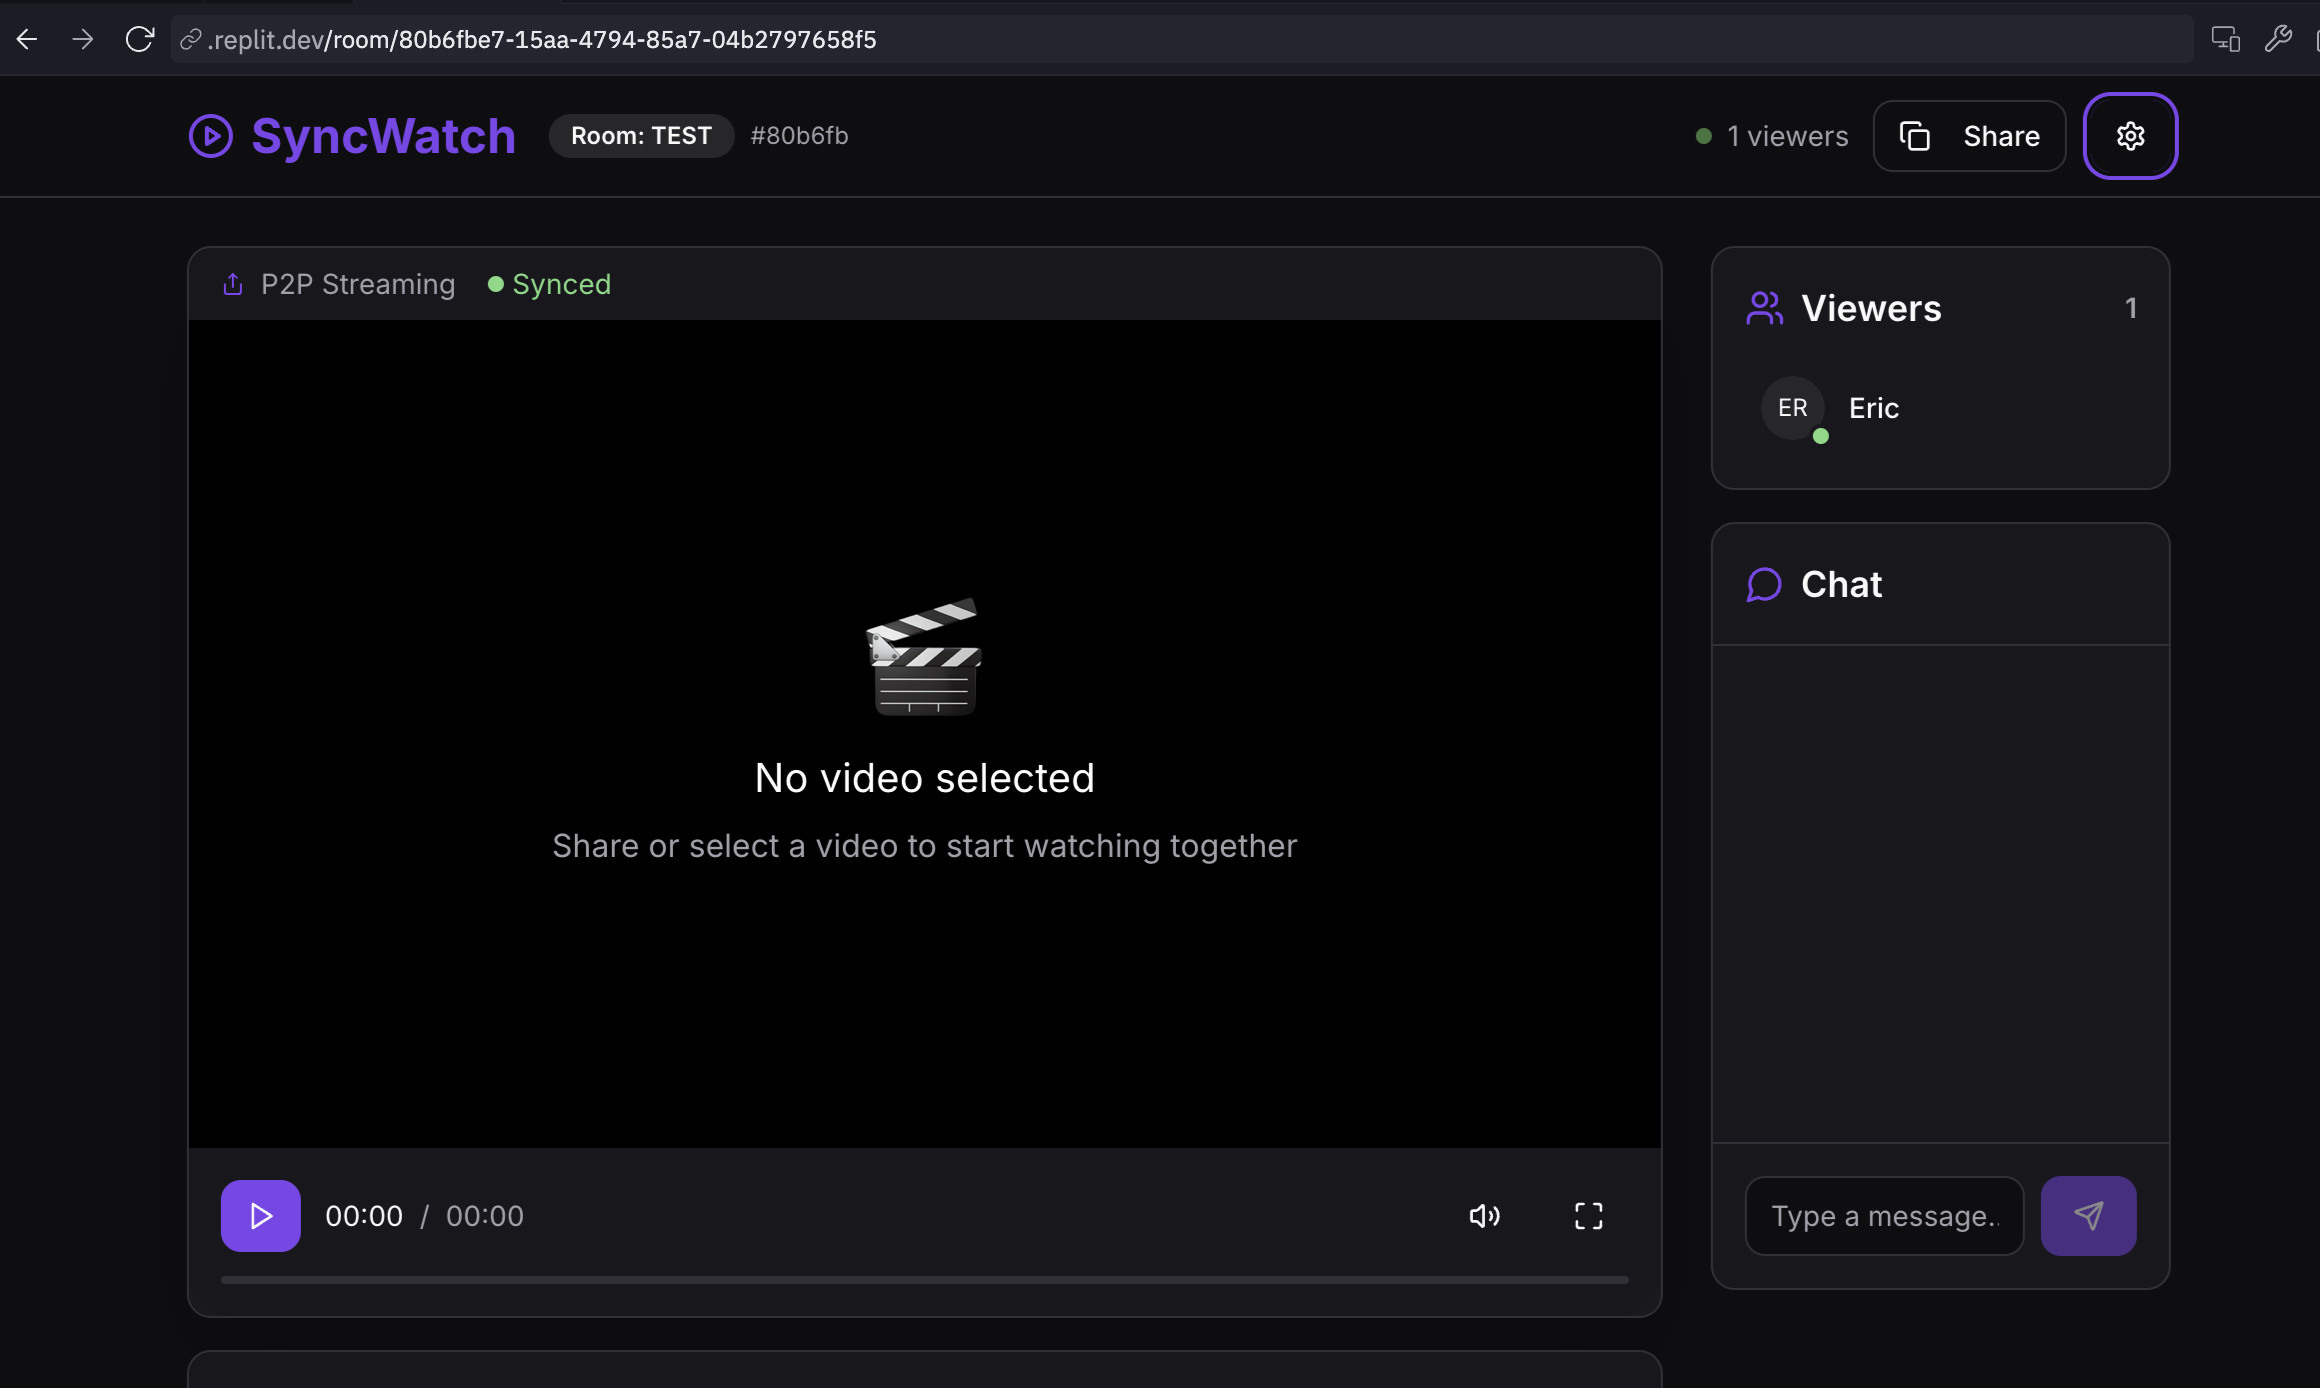 .replit.dev/room/80b6fbe7-15aa-4794-85a7-04b2797658f5
SyncWatch
Room: TEST
#80b6fb
1 viewers
Share
P2P Streaming
Synced
No video selected
Share or select a video to start watching together
00:00 / 00:00
Viewers
1
ER
Eric
Chat
Type a message..